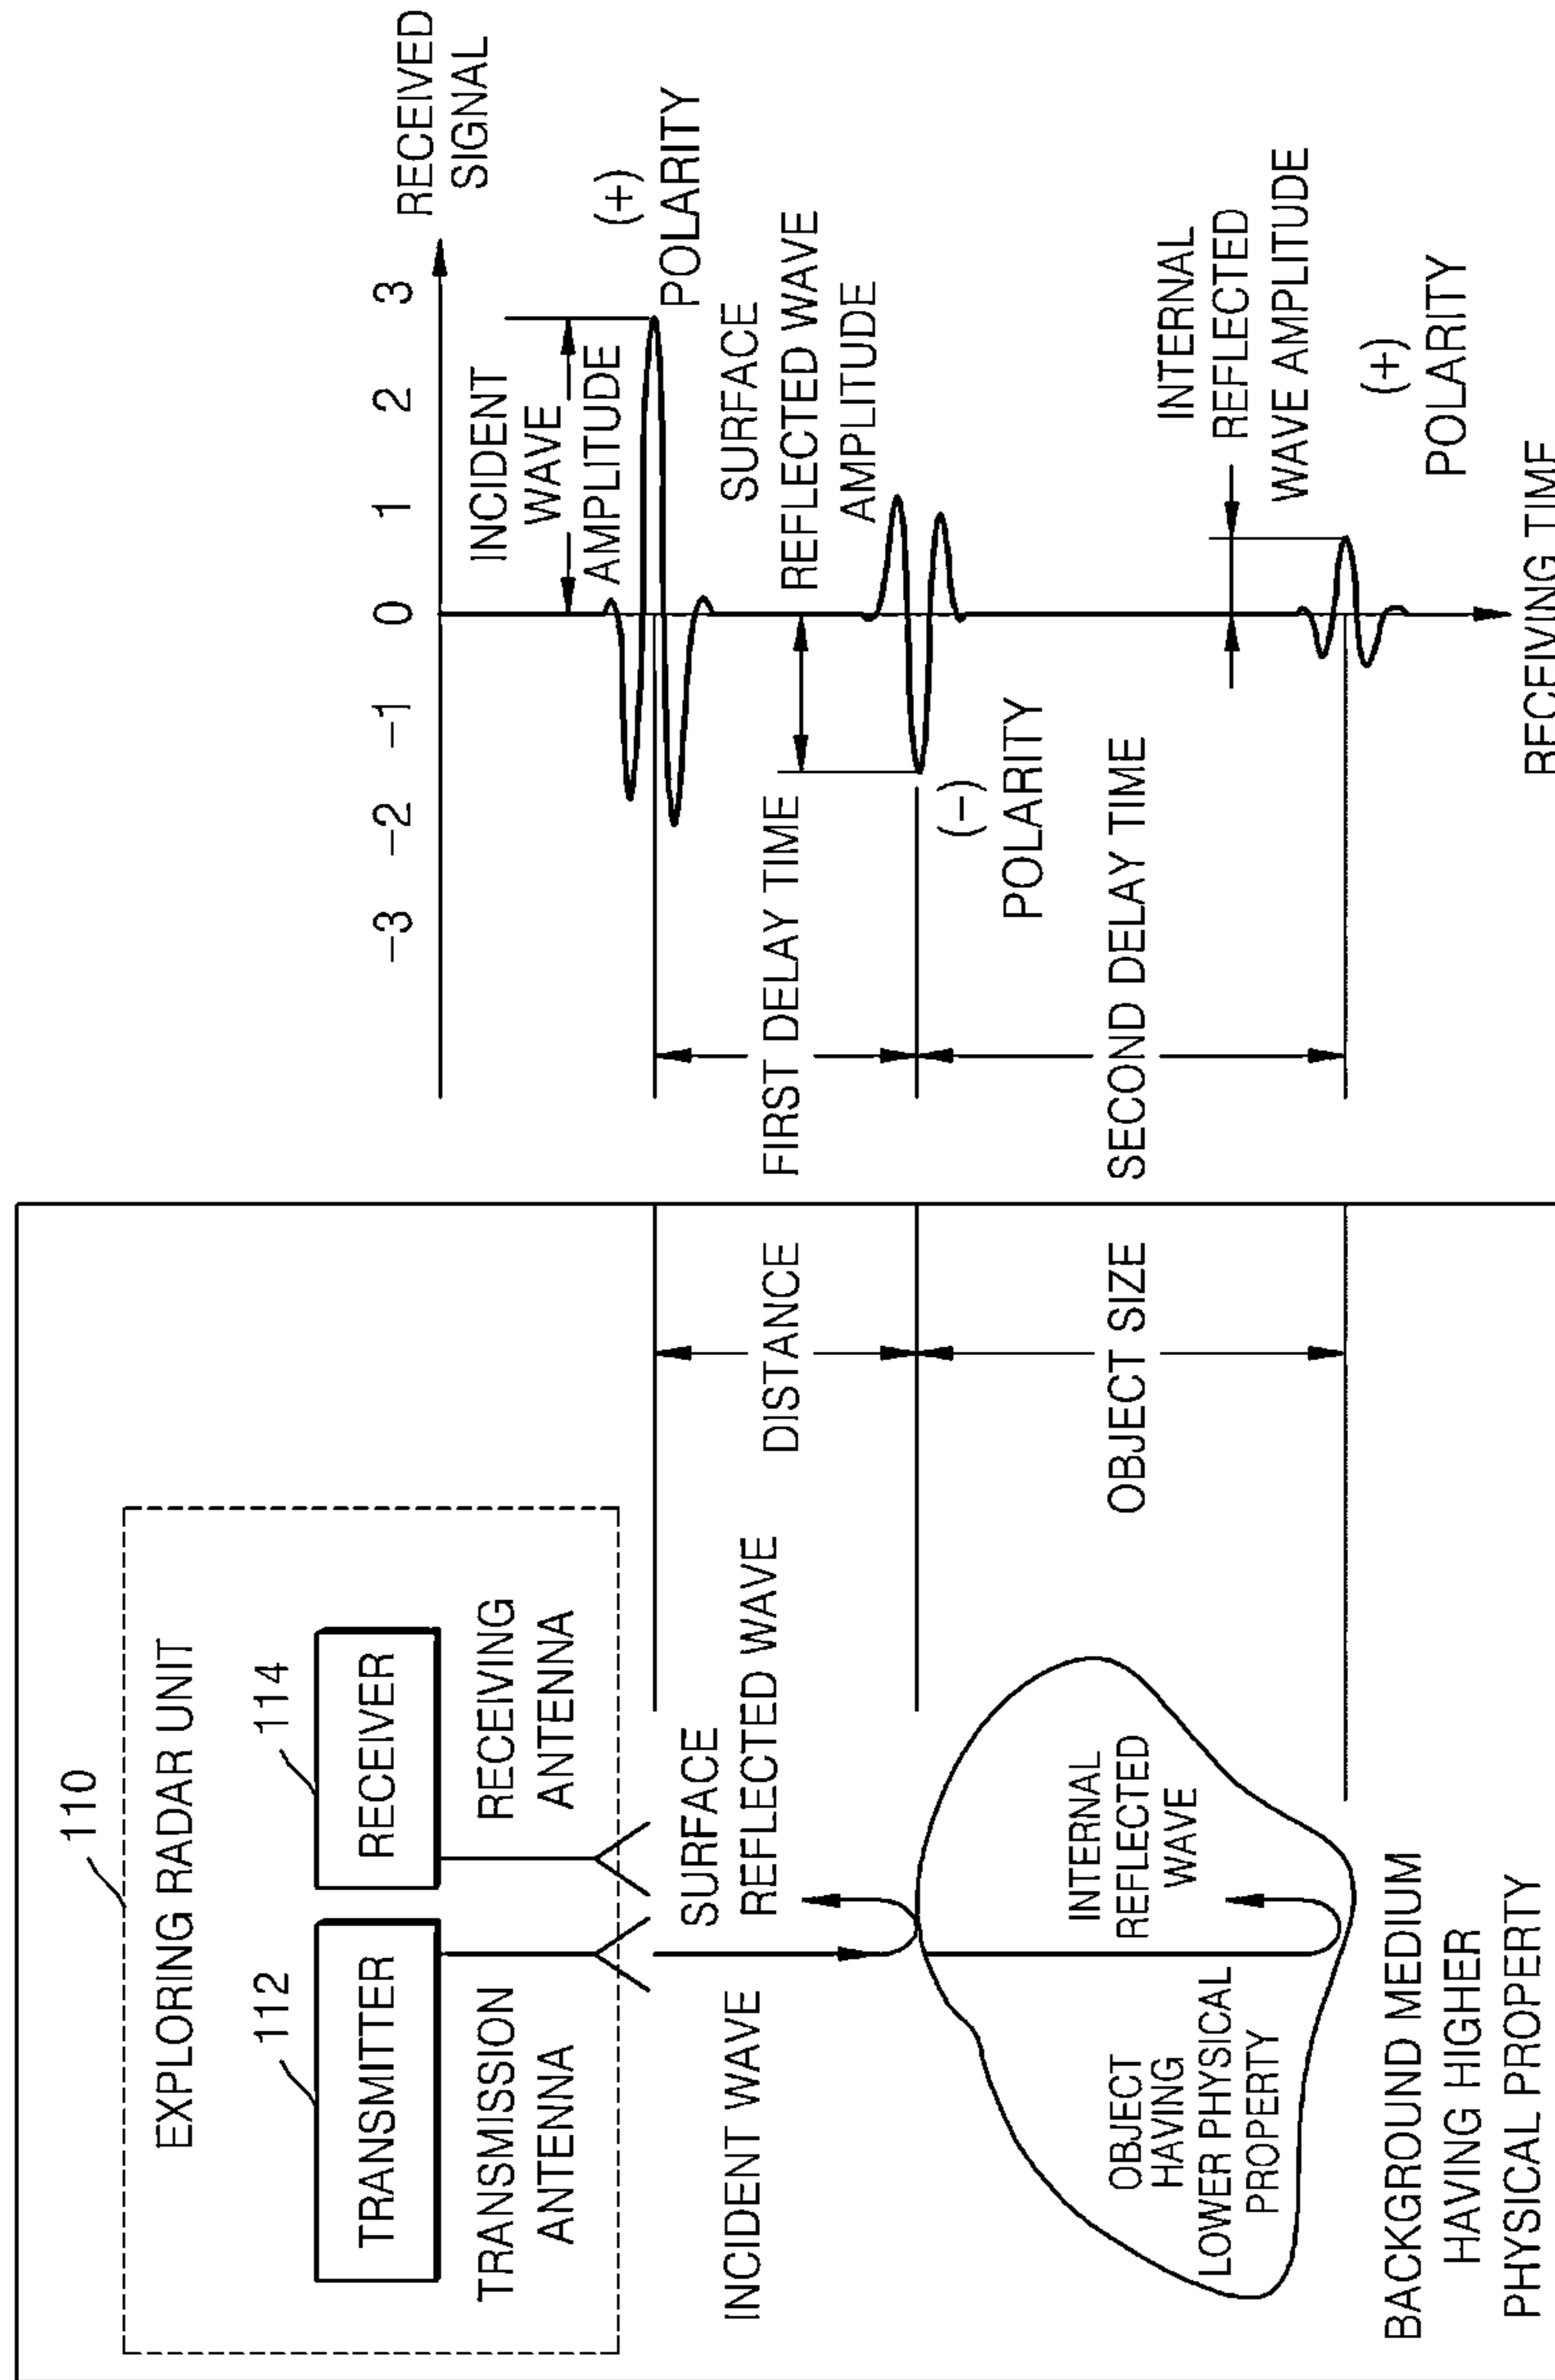 110
EXPLORING RADAR UNIT
112
114
TRANSMITTER
RECEIVER
TRANSMISSION
ANTENNA
RECEIVING
ANTENNA
INCIDENT WAVE
SURFACE
REFLECTED WAVE
OBJECT
HAVING
LOWER PHYSICAL
PROPERTY
INTERNAL
REFLECTED
WAVE
BACKGROUND MEDIUM
HAVING HIGHER
PHYSICAL PROPERTY
DISTANCE
OBJECT SIZE
FIRST DELAY TIME
SECOND DELAY TIME
-3 -2 -1 0 1 2 3
RECEIVED
SIGNAL
INCIDENT
WAVE
AMPLITUDE
(+)
POLARITY
SURFACE
REFLECTED WAVE
AMPLITUDE
(-)
POLARITY
INTERNAL
REFLECTED
WAVE AMPLITUDE
(+)
POLARITY
RECEIVING TIME